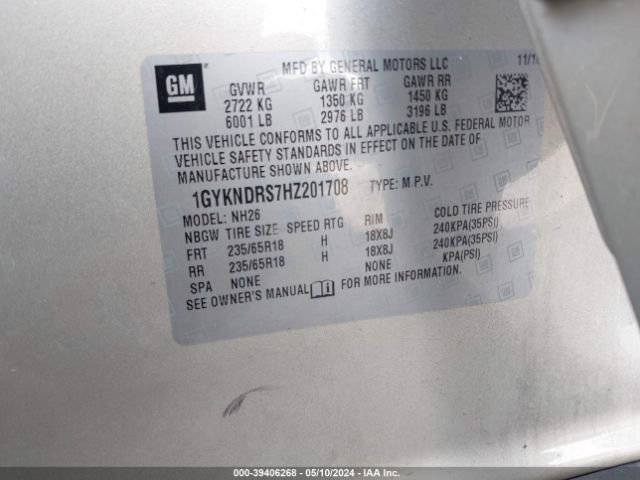 GM
MFD BY GENERAL MOTORS LLC 11/1
GVWR GAWR FRT GAWR RR
2722 KG 1350 KG 1450 KG
6001 LB 2976 LB 3196 LB
THIS VEHICLE CONFORMS TO ALL APPLICABLE U.S. FEDERAL MOTOR
VEHICLE SAFETY STANDARDS IN EFFECT ON THE DATE OF
MANUFACTURE SHOWN ABOVE.
1GYKNDRS7HZ201708 TYPE: M.P.V.
MODEL: NH26
NBGW TIRE SIZE SPEED RTG RIM COLD TIRE PRESSURE
FRT 235/65R18 H 18X8J 240KPA(35PSI)
RR 235/65R18 H 18X8J 240KPA(35PSI)
SPA NONE NONE KPA(PSI)
SEE OWNER'S MANUAL i FOR MORE INFORMATION.
000-39406268 - 05/10/2024 - IAA Inc.